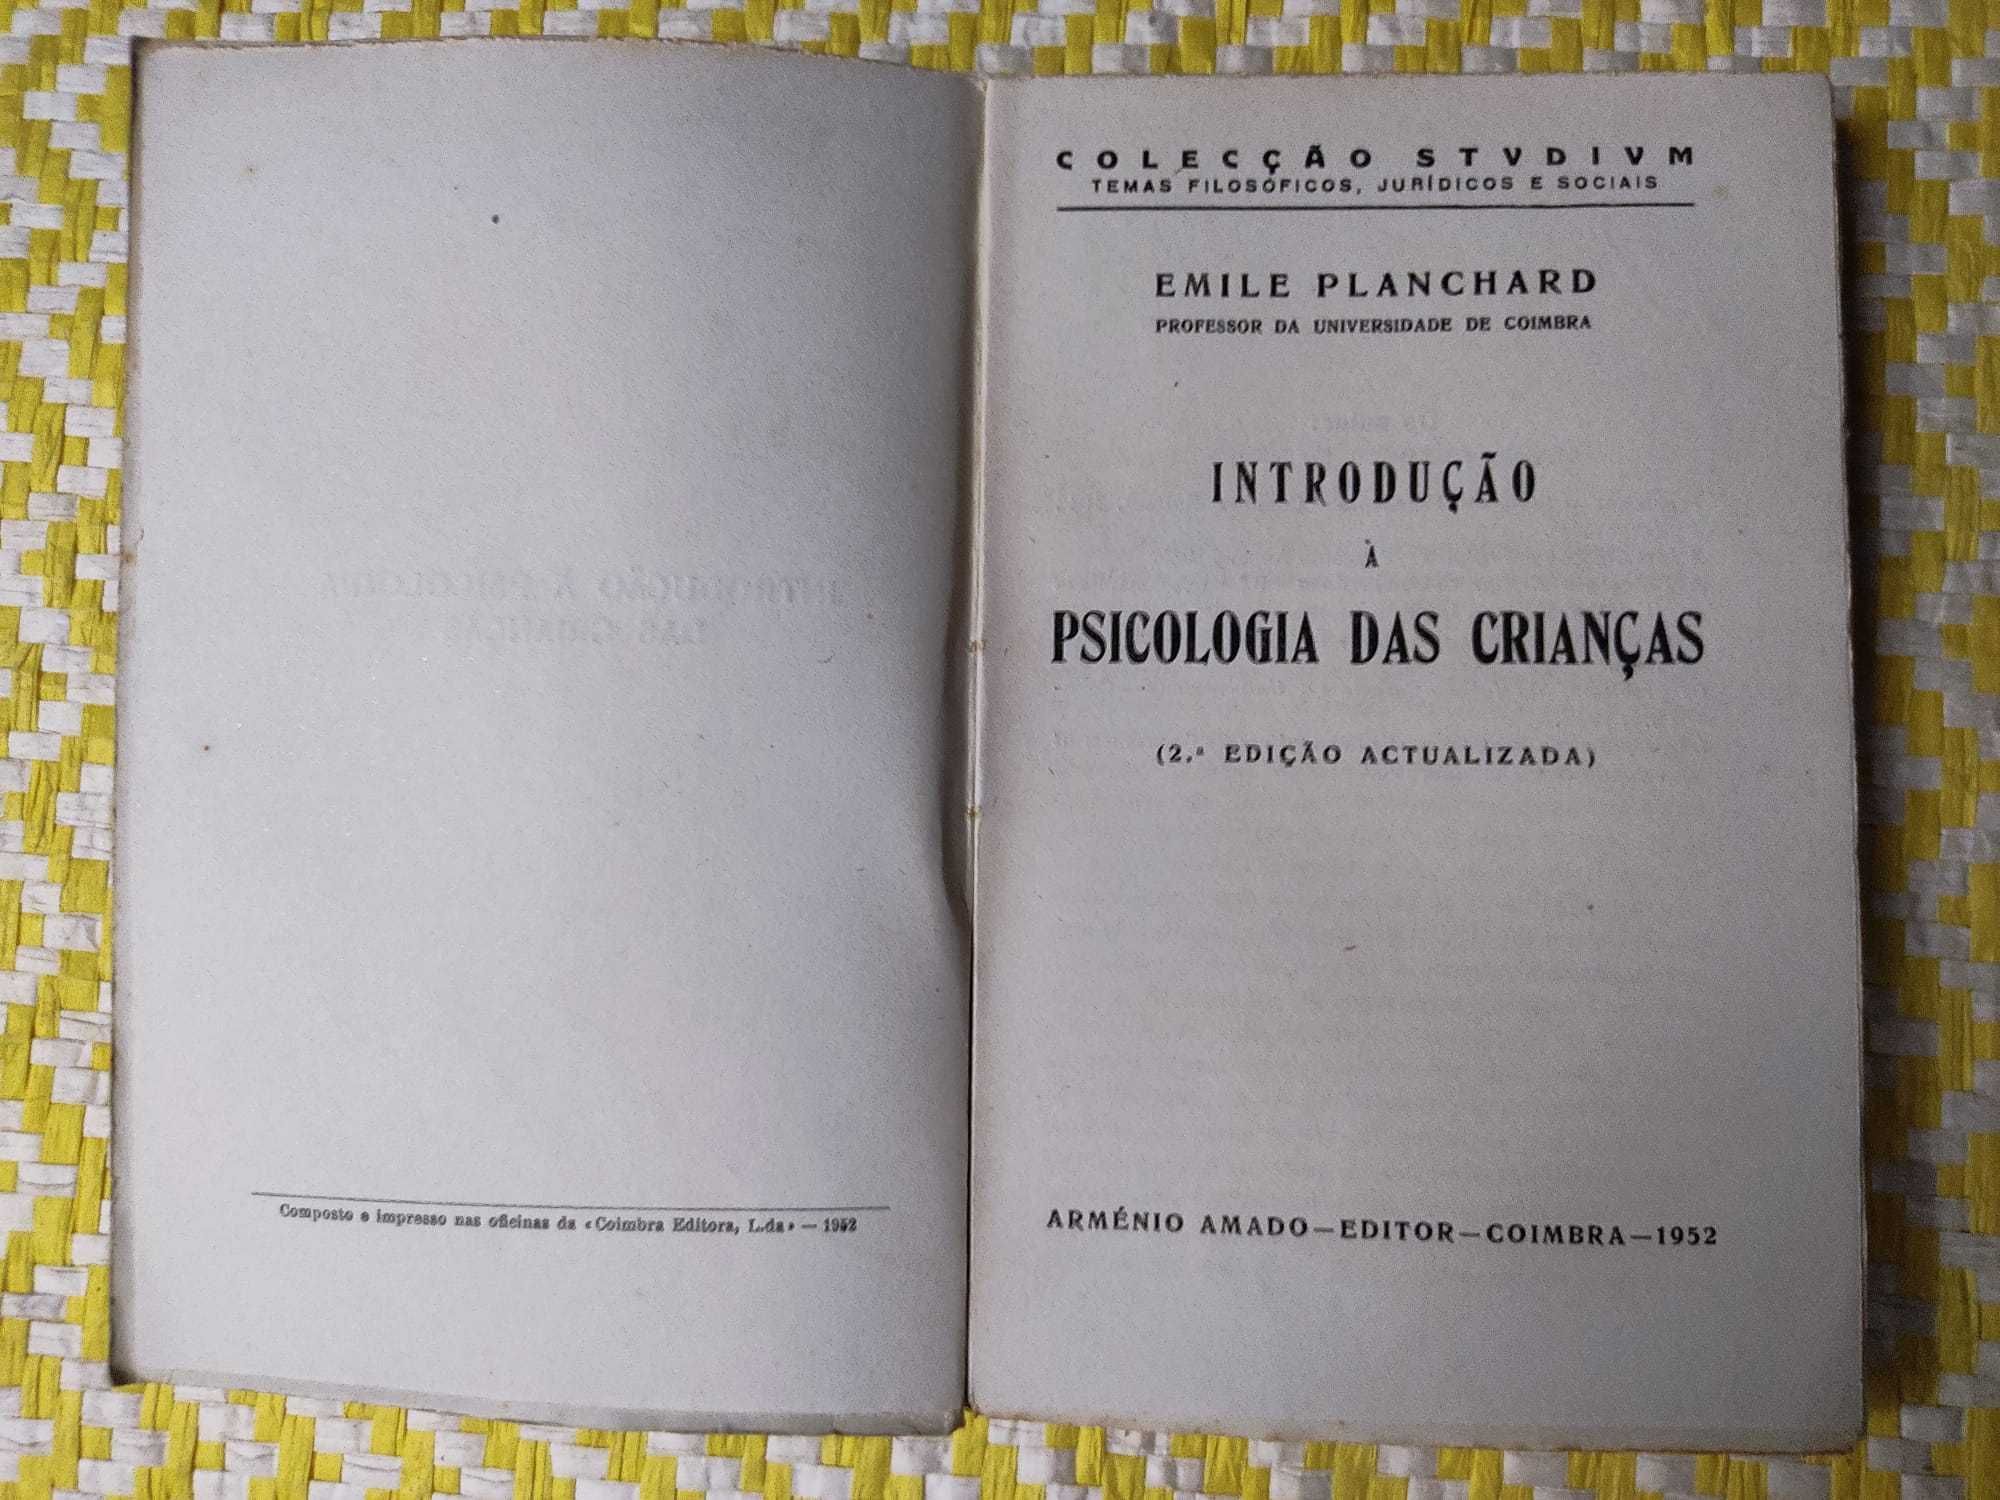 Composto e impresso nas oficinas da «Coimbra Editora, L.da» — 1952
COLECÇÃO STVDIVM
TEMAS FILOSÓFICOS, JURÍDICOS E SOCIAIS
EMILE PLANCHARD
PROFESSOR DA UNIVERSIDADE DE COIMBRA
INTRODUÇÃO
À
PSICOLOGIA DAS CRIANÇAS
(2.ª EDIÇÃO ACTUALIZADA)
ARMÉNIO AMADO—EDITOR—COIMBRA—1952